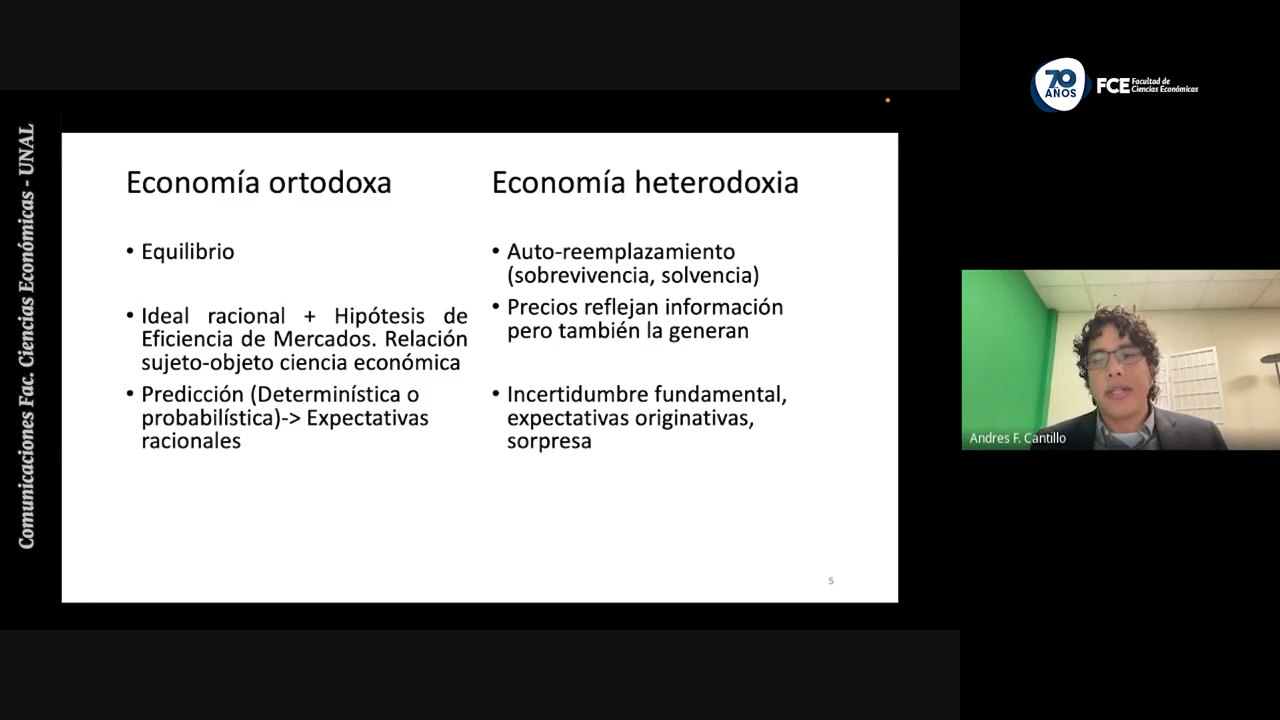 Comunicaciones Fac. Ciencias Económicas - UNAL
Economía ortodoxa
• Equilibrio
• Ideal racional + Hipótesis de
Eficiencia de Mercados. Relación
sujeto-objeto ciencia económica
• Predicción (Determinística o
probabilística)-> Expectativas
racionales
Economía heterodoxia
• Auto-reemplazamiento
(sobrevivencia, solvencia)
• Precios reflejan información
pero también la generan
• Incertidumbre fundamental,
expectativas originativas,
sorpresa
5
70
AÑOS
FCE
Facultad de
Ciencias Económicas
Andres F. Cantillo